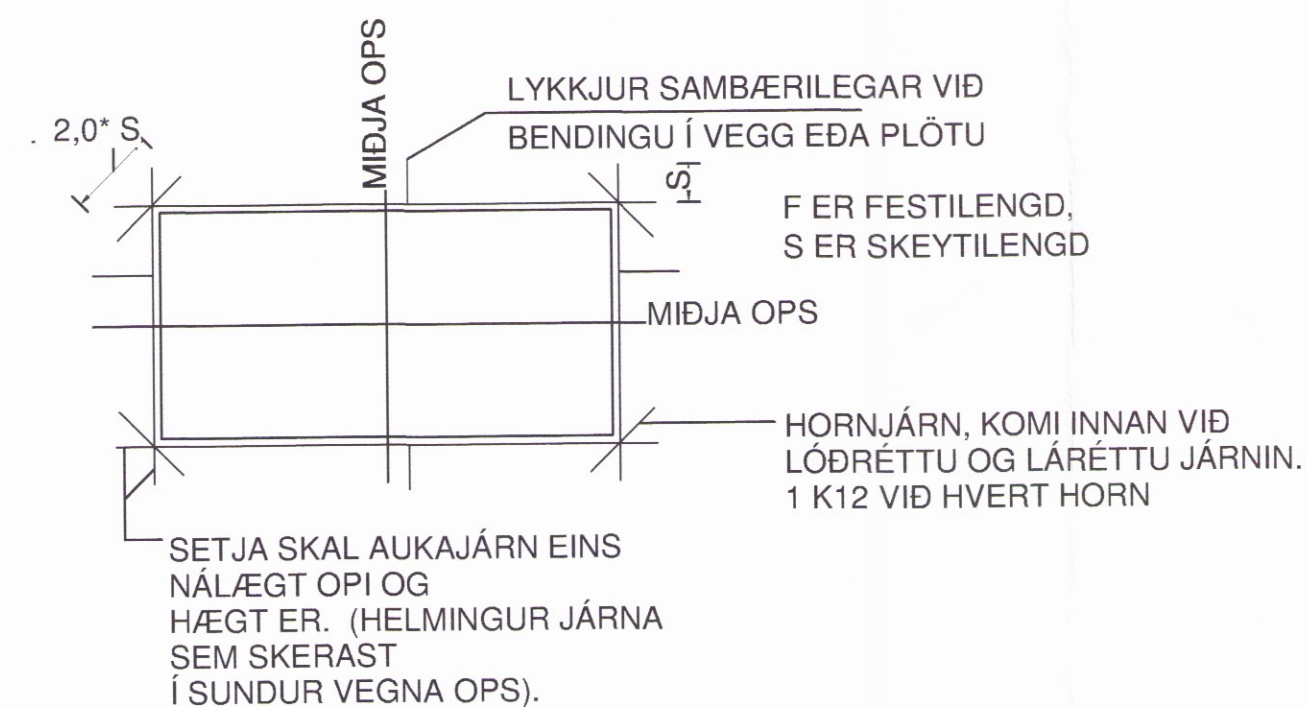 MIÐJA OPS
LYKKJUR SAMBÆRILEGAR VIÐ
BENDINGU Í VEGG EÐA PLÖTU
2,0* S
S
F ER FESTILENGD,
S ER SKEYTILENGD
MIÐJA OPS
HORNJÁRN, KOMI INNAN VIÐ
LÓÐRÉTTU OG LÁRÉTTU JÁRNIN.
1 K12 VIÐ HVERT HORN
SETJA SKAL AUKAJÁRN EINS
NÁLÆGT OPI OG
HÆGT ER. (HELMINGUR JÁRNA
SEM SKERAST
Í SUNDUR VEGNA OPS).